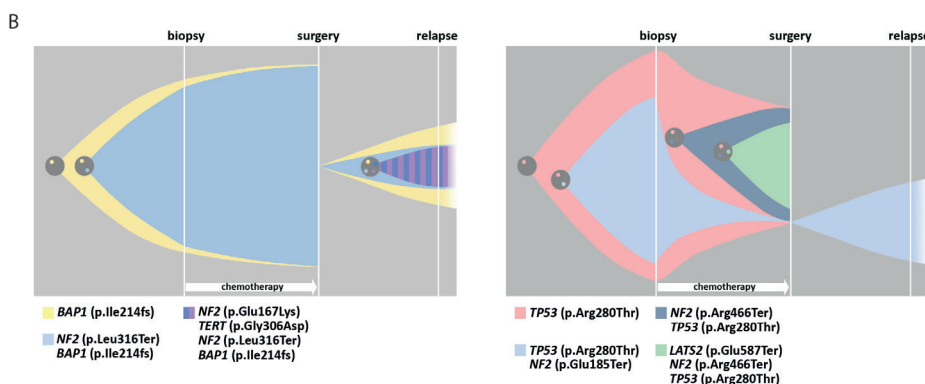 B
biopsy surgery relapse
chemotherapy
BAP1 (p.Ile214fs)
NF2 (p.Leu316Ter)
BAP1 (p.Ile214fs)
NF2 (p.Glu167Lys)
TERT (p.Gly306Asp)
NF2 (p.Leu316Ter)
BAP1 (p.Ile214fs)
biopsy surgery relapse
chemotherapy
TP53 (p.Arg280Thr)
TP53 (p.Arg280Thr)
NF2 (p.Glu185Ter)
NF2 (p.Arg466Ter)
TP53 (p.Arg280Thr)
LATS2 (p.Glu587Ter)
NF2 (p.Arg466Ter)
TP53 (p.Arg280Thr)